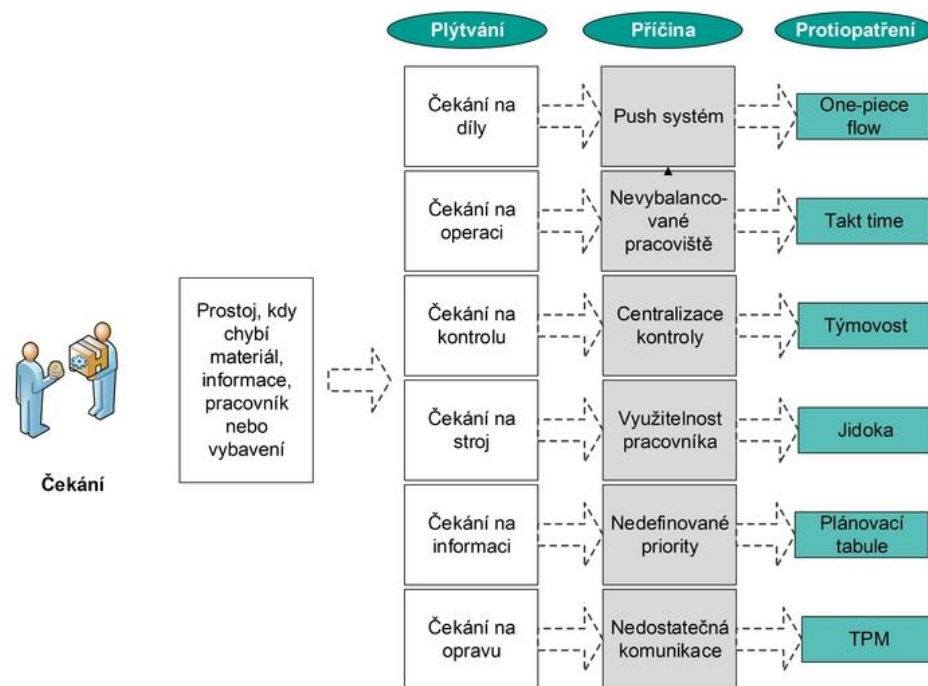 Plýtvání
Příčina
Protiopatření
Čekání na
díly
Push systém
One-piece
flow
Čekání na
operaci
Nevybalanco-
vané
pracoviště
Takt time
Prostoj, kdy
chybí
materiál,
informace,
pracovník
nebo
vybavení
Čekání
Čekání na
kontrolu
Centralizace
kontroly
Týmovost
Čekání na
stroj
Využitelnost
pracovníka
Jidoka
Čekání na
informaci
Nedefinované
priority
Plánovací
tabule
Čekání na
opravu
Nedostatečná
komunikace
TPM